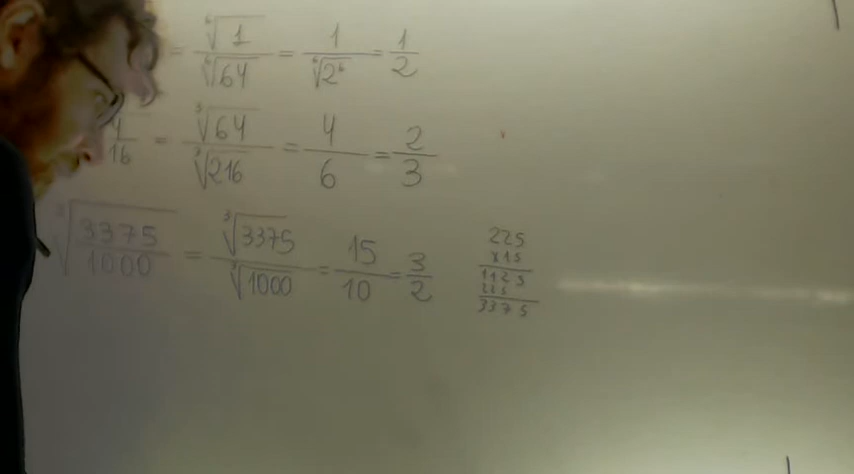 = ⁶√1 / ⁶√64 = 1 / ⁶√2⁶ = 1/2
4/16 = ³√64 / ³√216 = 4/6 = 2/3
³√(3375/1000) = ³√3375 / ³√1000 = 15/10 = 3/2
225
x15
1125
225
3375